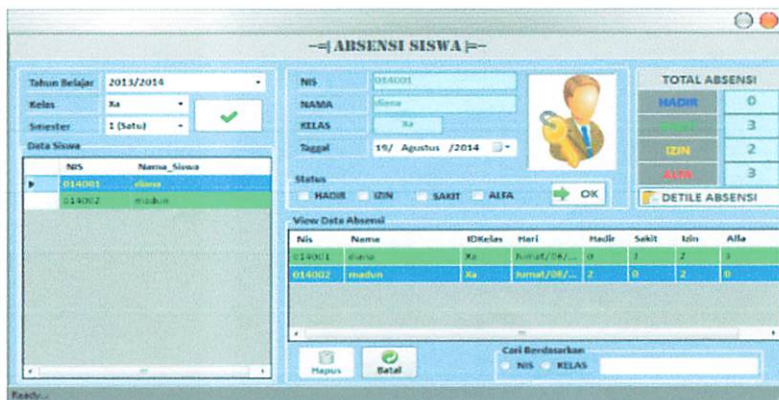 -=| ABSENSI SISWA |=-
Tahun Belajar 2013/2014
Kelas Xa
Smester 1 (Satu)
Data Siswa
NIS Nama_Siswa
014001 diana
014002 madun
NIS 014001
NAMA diana
KELAS Xa
Taggal 19/ Agustus /2014
Status
HADIR IZIN SAKIT ALFA OK
TOTAL ABSENSI
HADIR 0
3
IZIN 2
ALFA 3
DETILE ABSENSI
View Data Absensi
Nis Nama IDKelas Hari Hadir Sakit Izin Alfa
014001 diana Xa Jumat/08/... 0 3 2 3
014002 madun Xa Jumat/08/... 2 0 2 0
Hapus
Batal
Cari Berdasarkan
NIS KELAS
Ready...